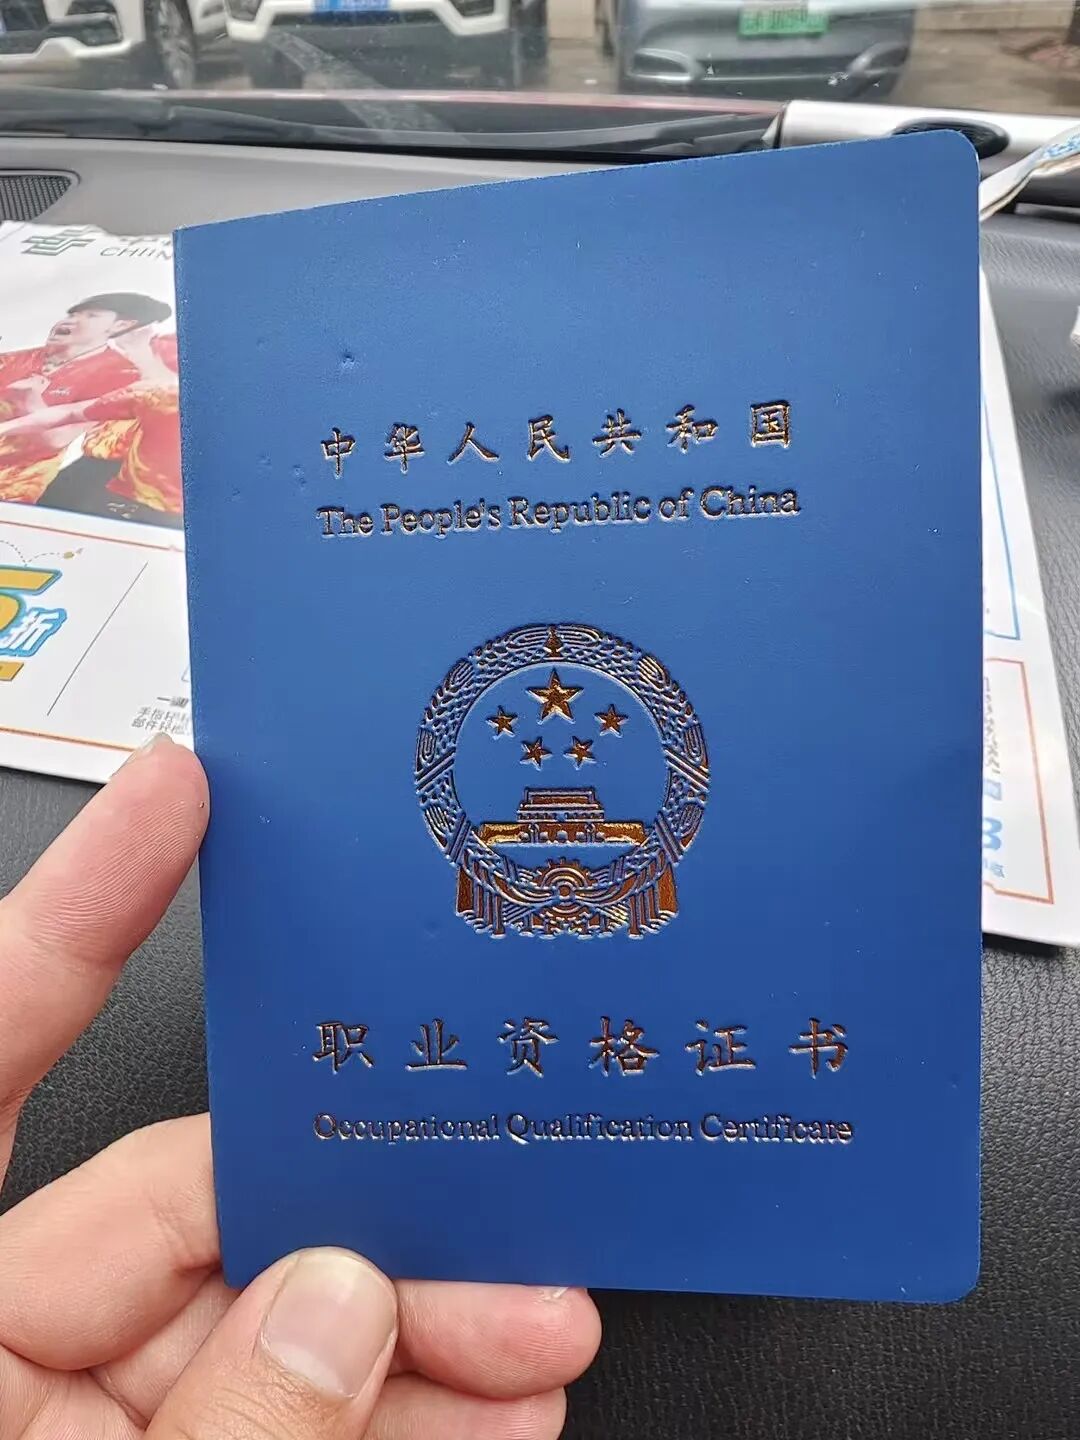 中华人民共和国
The People's Republic of China
职业资格证书
Occupational Qualification Certificate
折